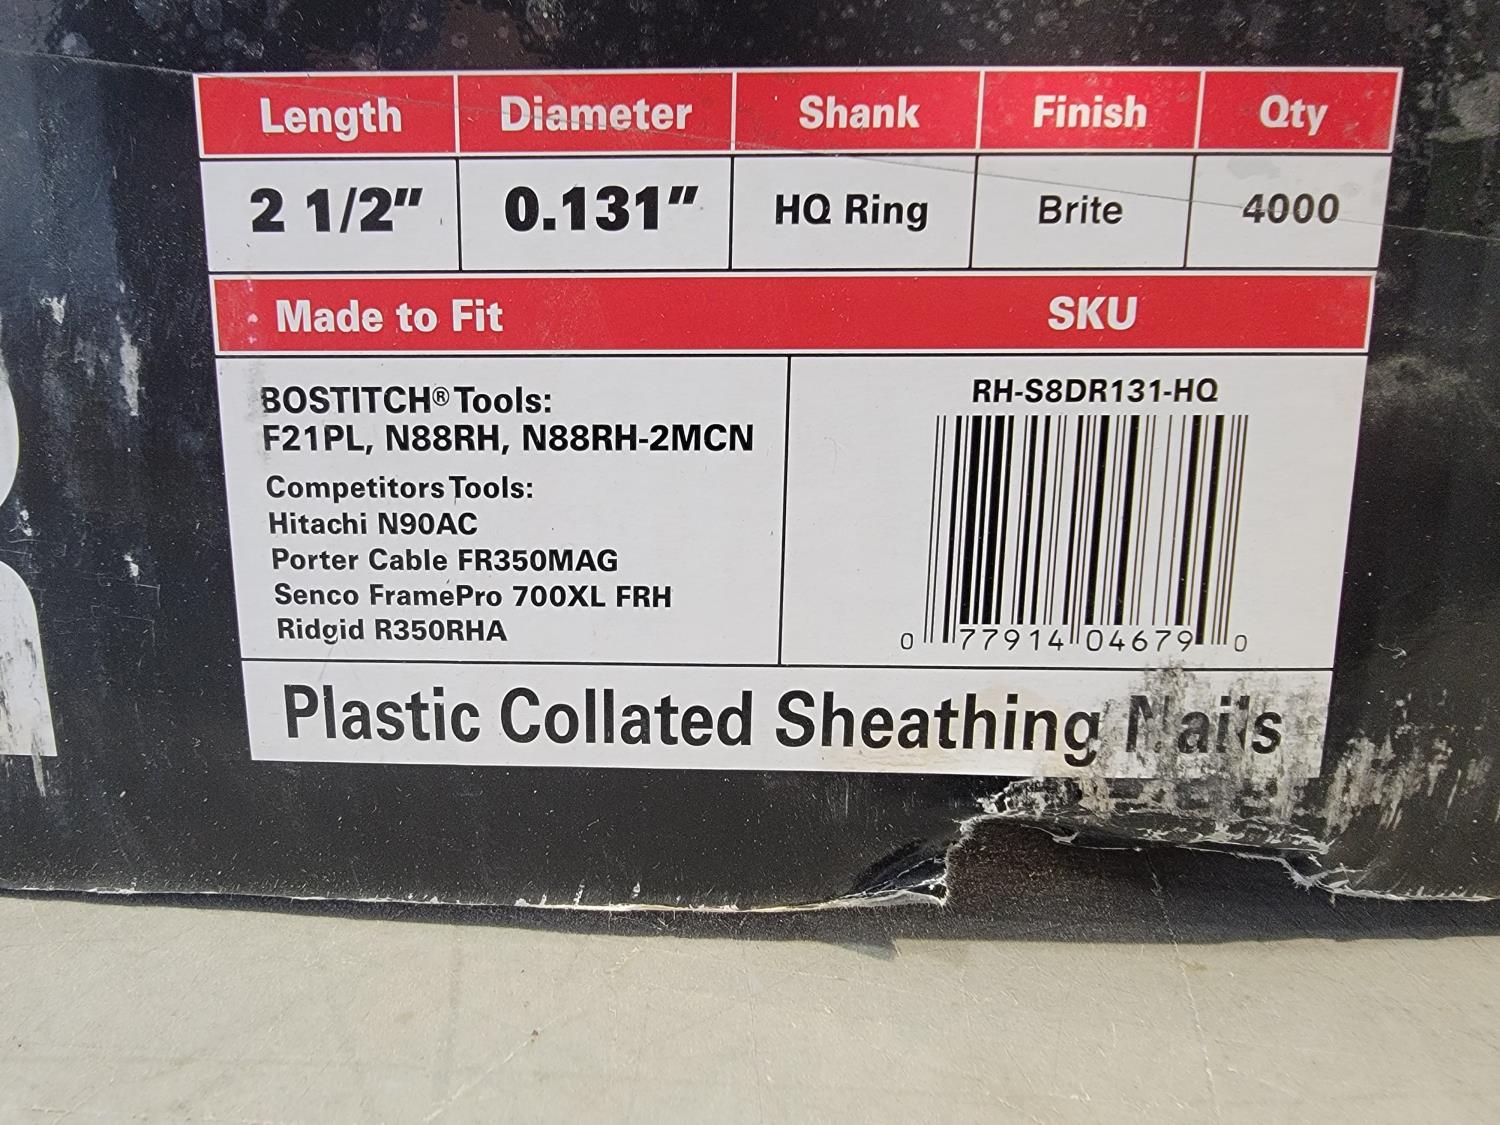 Length Diameter Shank Finish Qty
2 1/2" 0.131" HQ Ring Brite 4000
Made to Fit SKU
BOSTITCH® Tools:
F21PL, N88RH, N88RH-2MCN
Competitors Tools:
Hitachi N90AC
Porter Cable FR350MAG
Senco FramePro 700XL FRH
Ridgid R350RHA
RH-S8DR131-HQ
0 77914 04679 0
Plastic Collated Sheathing Nails